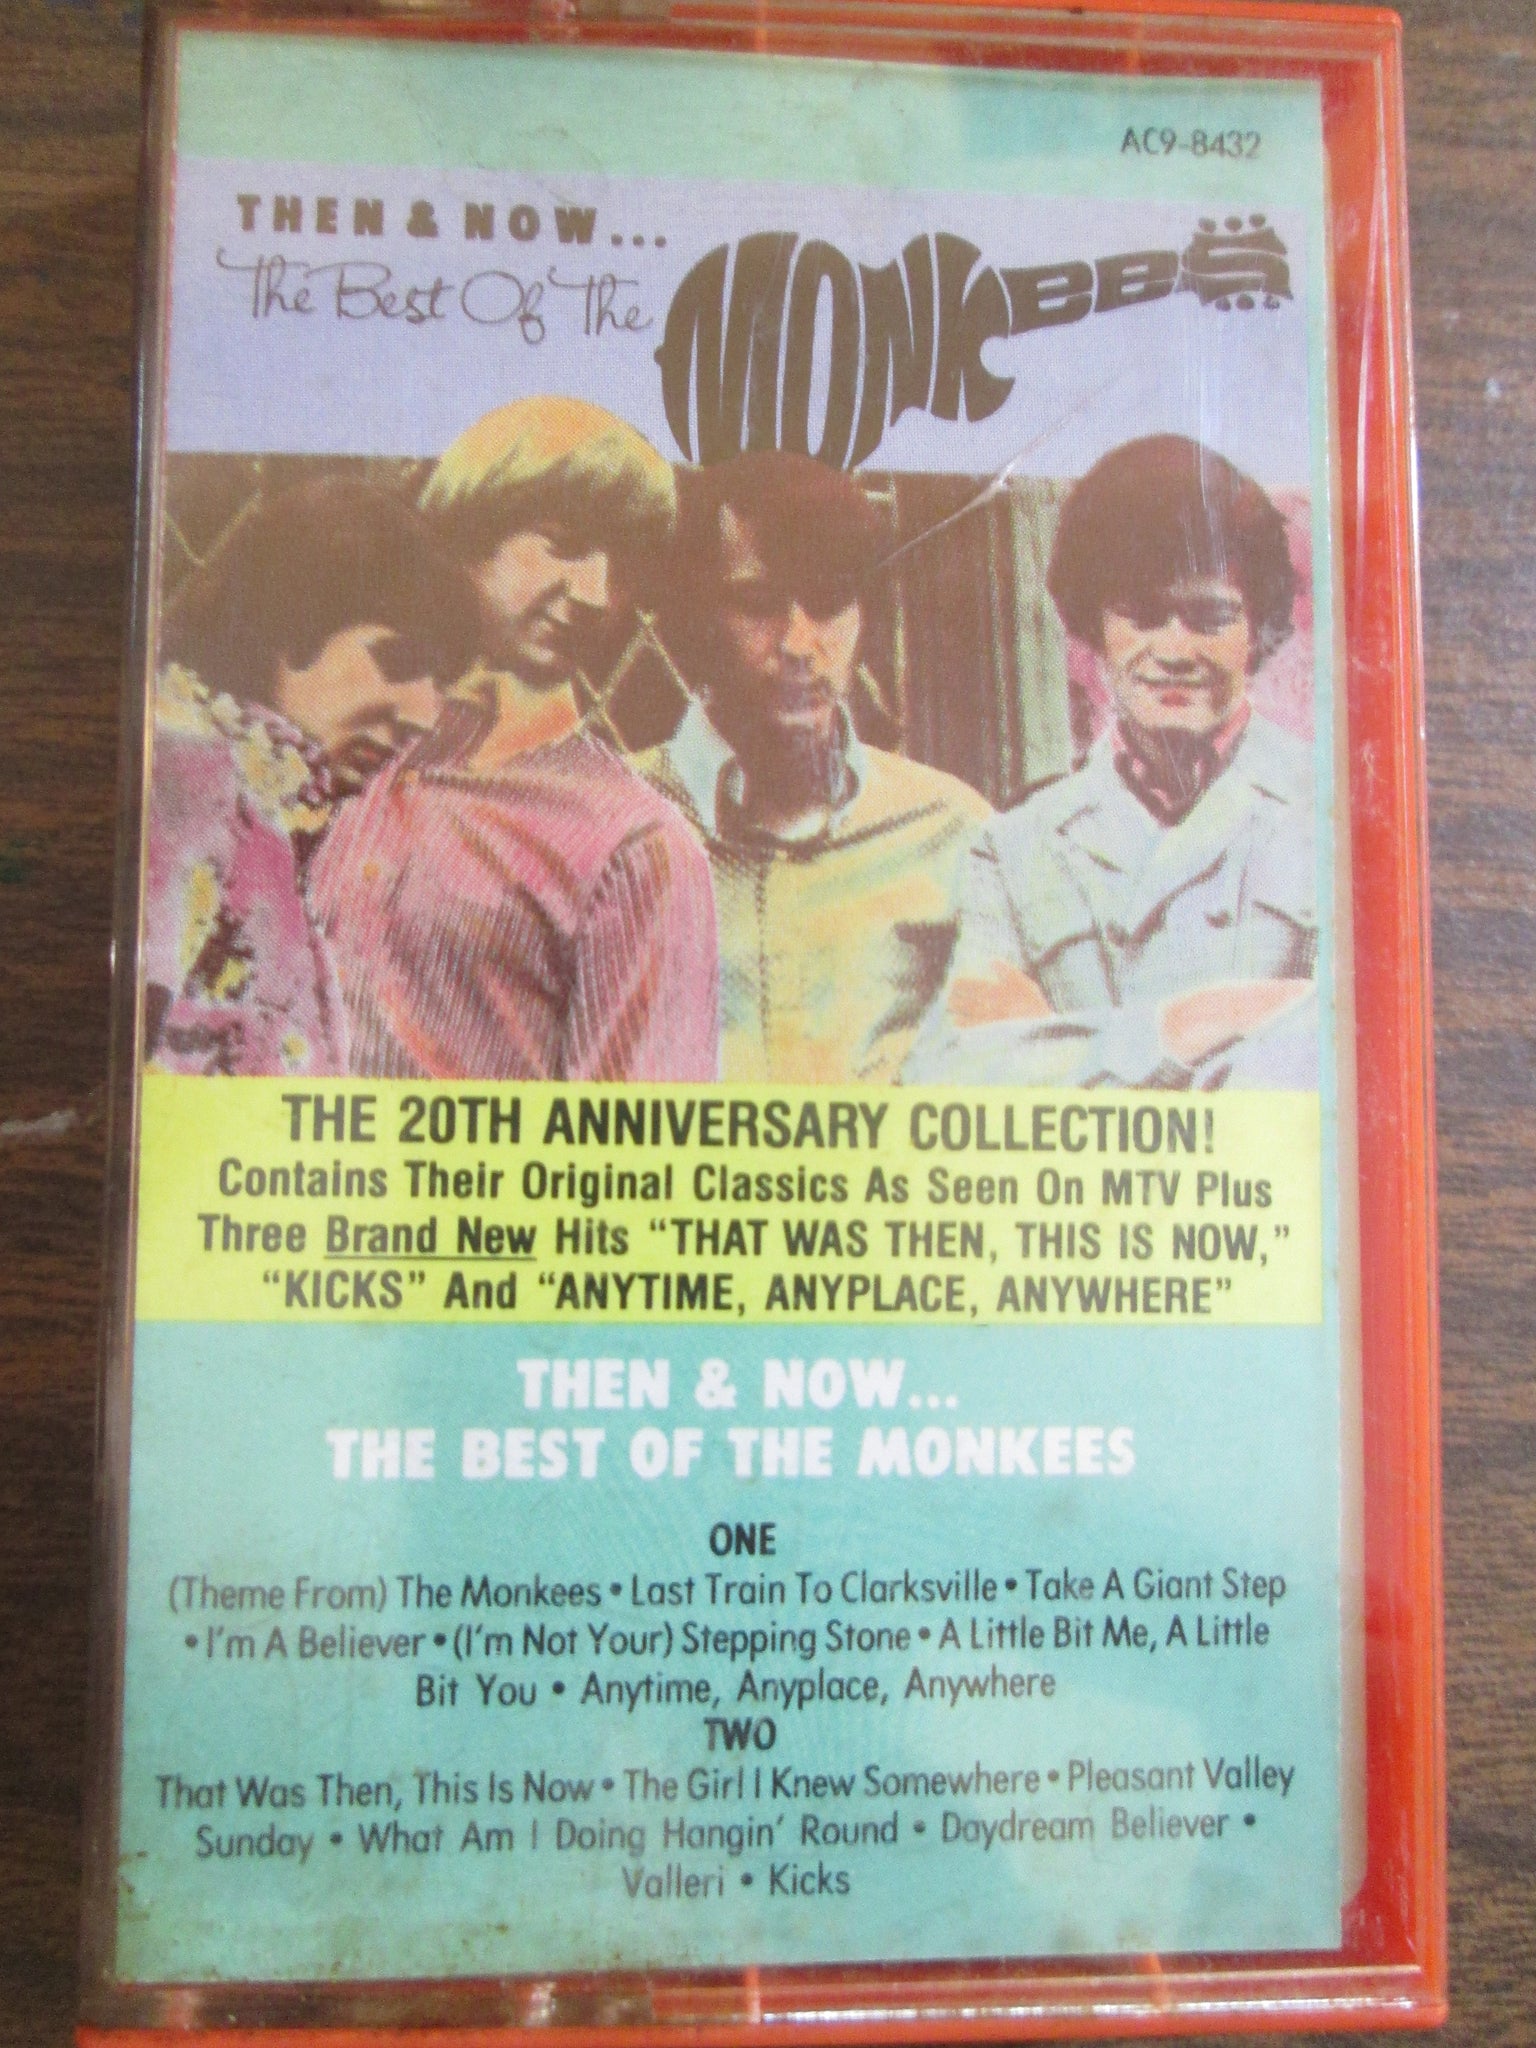 AC9-8432
THEN & NOW...
The Best Of The MONKEES
THE 20TH ANNIVERSARY COLLECTION!
Contains Their Original Classics As Seen On MTV Plus
Three Brand New Hits “THAT WAS THEN, THIS IS NOW,”
“KICKS” And “ANYTIME, ANYPLACE, ANYWHERE”
THEN & NOW...
THE BEST OF THE MONKEES
ONE
(Theme From) The Monkees • Last Train To Clarksville • Take A Giant Step
• I'm A Believer • (I'm Not Your) Stepping Stone • A Little Bit Me, A Little
Bit You • Anytime, Anyplace, Anywhere
TWO
That Was Then, This Is Now • The Girl I Knew Somewhere • Pleasant Valley
Sunday • What Am I Doing Hangin' Round • Daydream Believer •
Valleri • Kicks